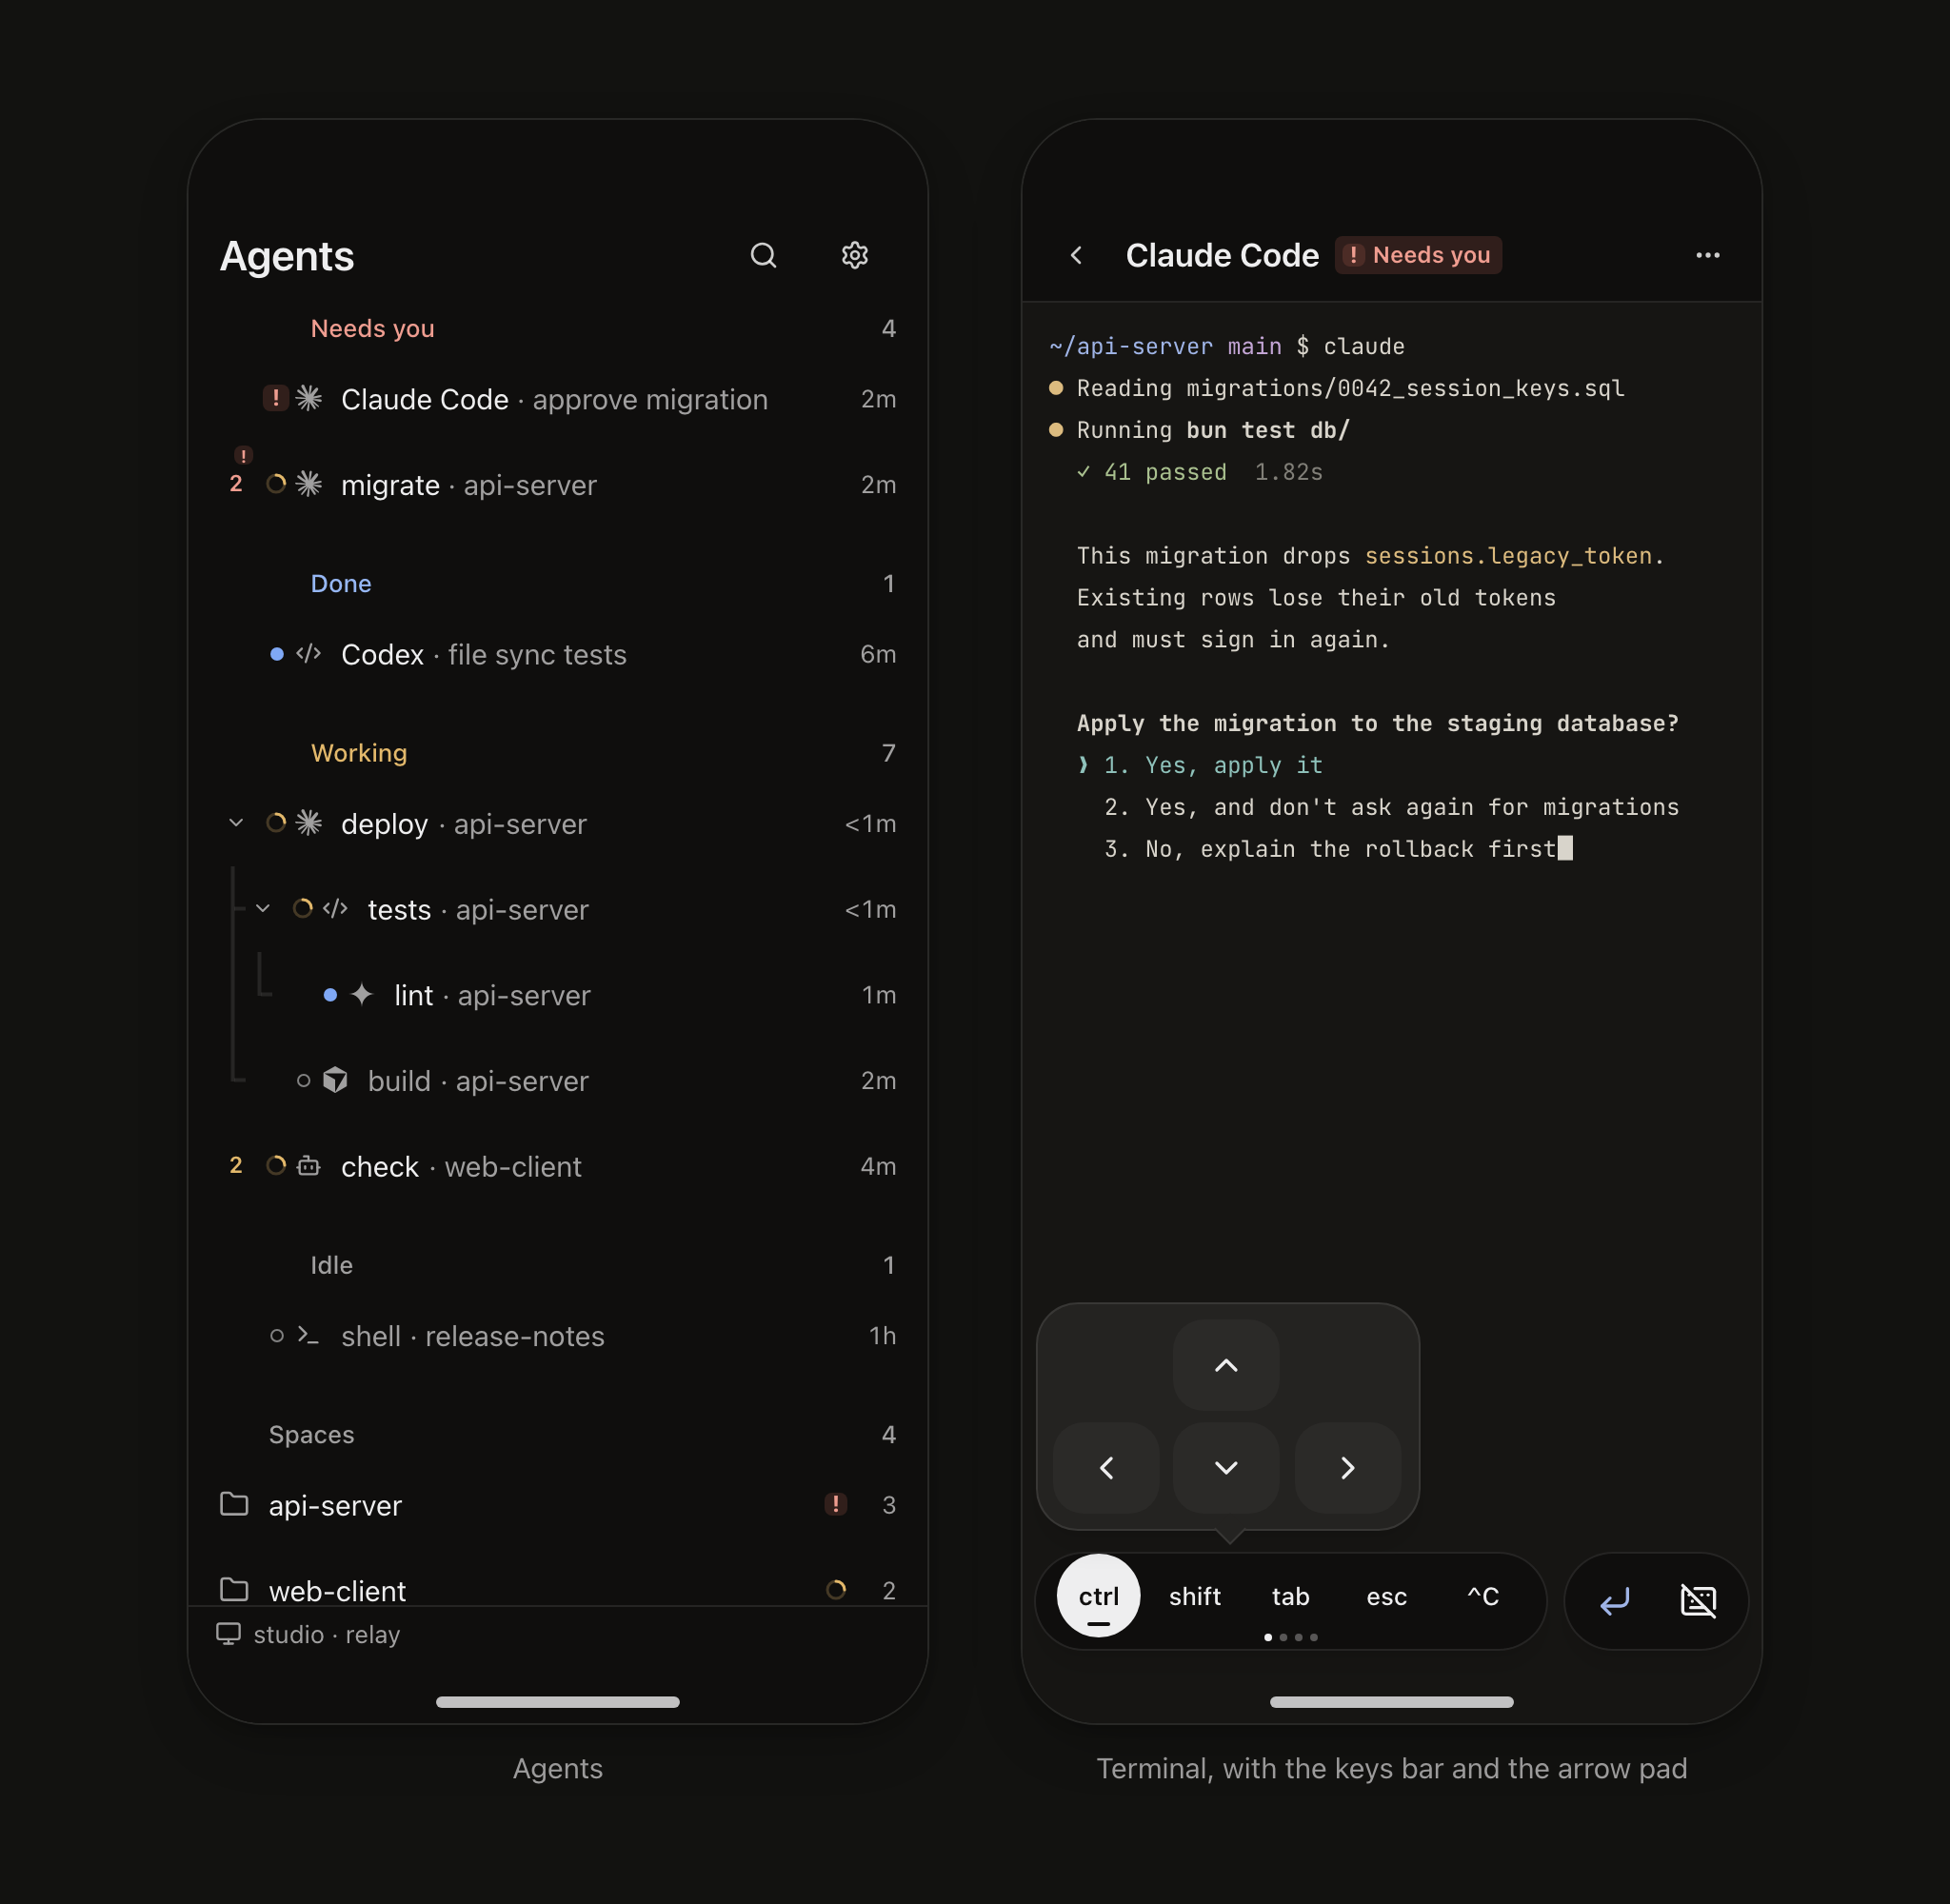 Agents
Needs you 4
! Claude Code · approve migration 2m
!
2 migrate · api-server 2m
Done 1
</> Codex · file sync tests 6m
Working 7
deploy · api-server <1m
</> tests · api-server <1m
lint · api-server 1m
build · api-server 2m
2 check · web-client 4m
Idle 1
>_ shell · release-notes 1h
Spaces 4
api-server ! 3
web-client 2
studio · relay
Agents
Claude Code ! Needs you
~/api-server main $ claude
Reading migrations/0042_session_keys.sql
Running bun test db/
✓ 41 passed 1.82s
This migration drops sessions.legacy_token.
Existing rows lose their old tokens
and must sign in again.
Apply the migration to the staging database?
❯ 1. Yes, apply it
2. Yes, and don't ask again for migrations
3. No, explain the rollback first
ctrl shift tab esc ^C
Terminal, with the keys bar and the arrow pad